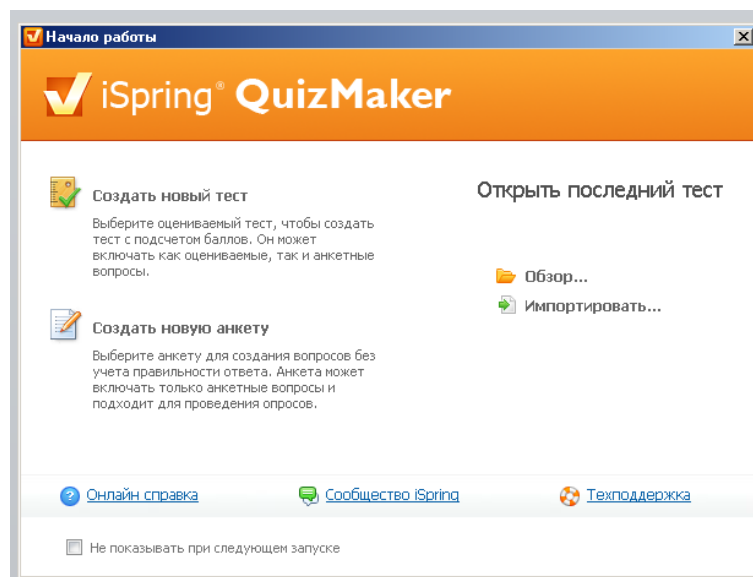 Начало работы
iSpring® QuizMaker
Создать новый тест
Выберите оцениваемый тест, чтобы создать
тест с подсчетом баллов. Он может
включать как оцениваемые, так и анкетные
вопросы.
Создать новую анкету
Выберите анкету для создания вопросов без
учета правильности ответа. Анкета может
включать только анкетные вопросы и
подходит для проведения опросов.
Открыть последний тест
Обзор...
Импортировать...
Онлайн справка
Сообщество iSpring
Техподдержка
Не показывать при следующем запуске